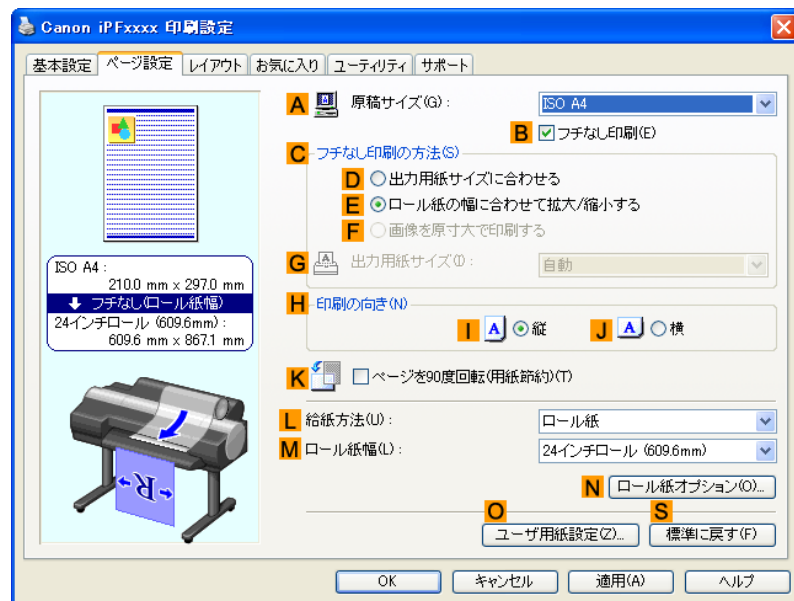 Canon iPFxxxx 印刷設定
基本設定 ページ設定 レイアウト お気に入り ユーティリティ サポート
A 原稿サイズ(G): ISO A4
B フチなし印刷(E)
C フチなし印刷の方法(S)
D 出力用紙サイズに合わせる
E ロール紙の幅に合わせて拡大/縮小する
F 画像を原寸大で印刷する
G 出力用紙サイズ(I): 自動
ISO A4:
210.0 mm x 297.0 mm
フチなし(ロール紙幅)
24インチロール (609.6mm):
609.6 mm x 867.1 mm
H 印刷の向き(N)
I A 縦 J A 横
K ページを90度回転(用紙節約)(T)
L 給紙方法(U): ロール紙
M ロール紙幅(L): 24インチロール (609.6mm)
R
N ロール紙オプション(O)...
O S
ユーザ用紙設定(Z)... 標準に戻す(F)
OK キャンセル 適用(A) ヘルプ